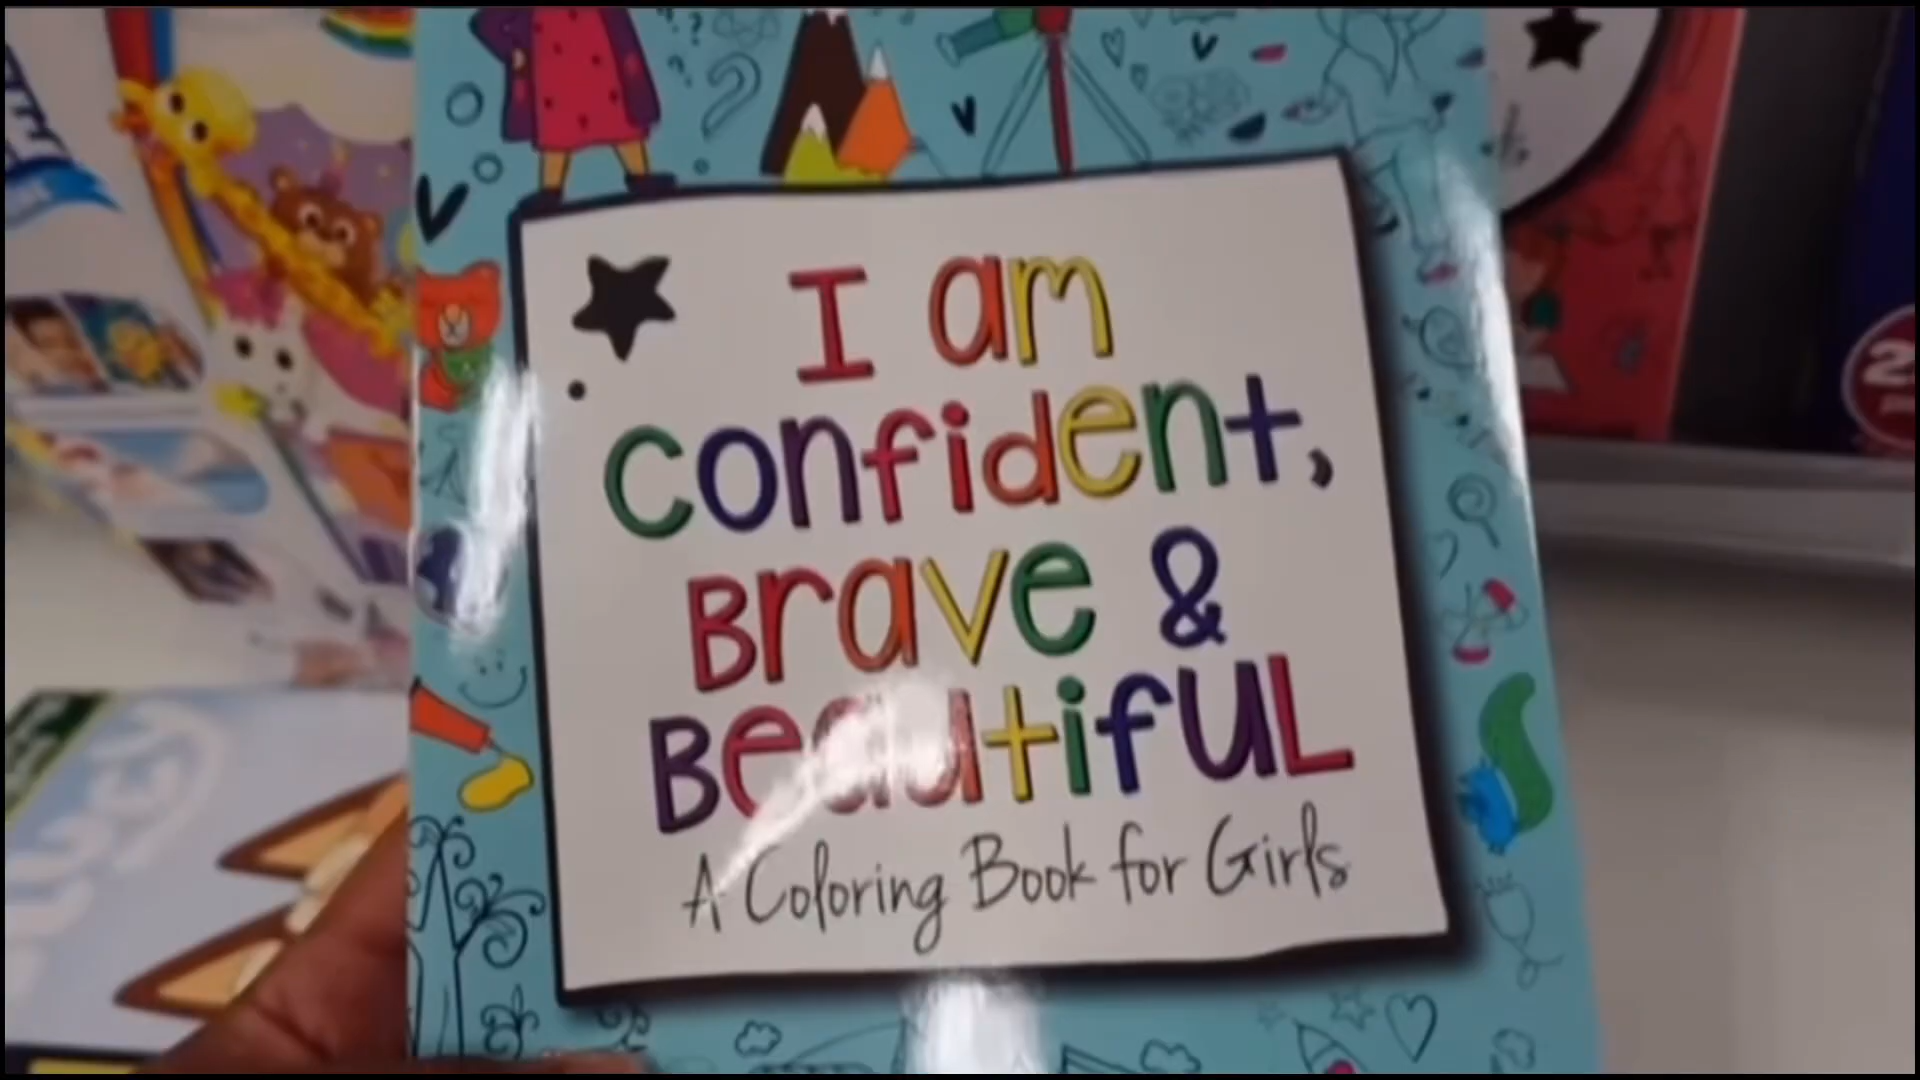 I am
confident,
Brave &
Beautiful
A Coloring Book for Girls